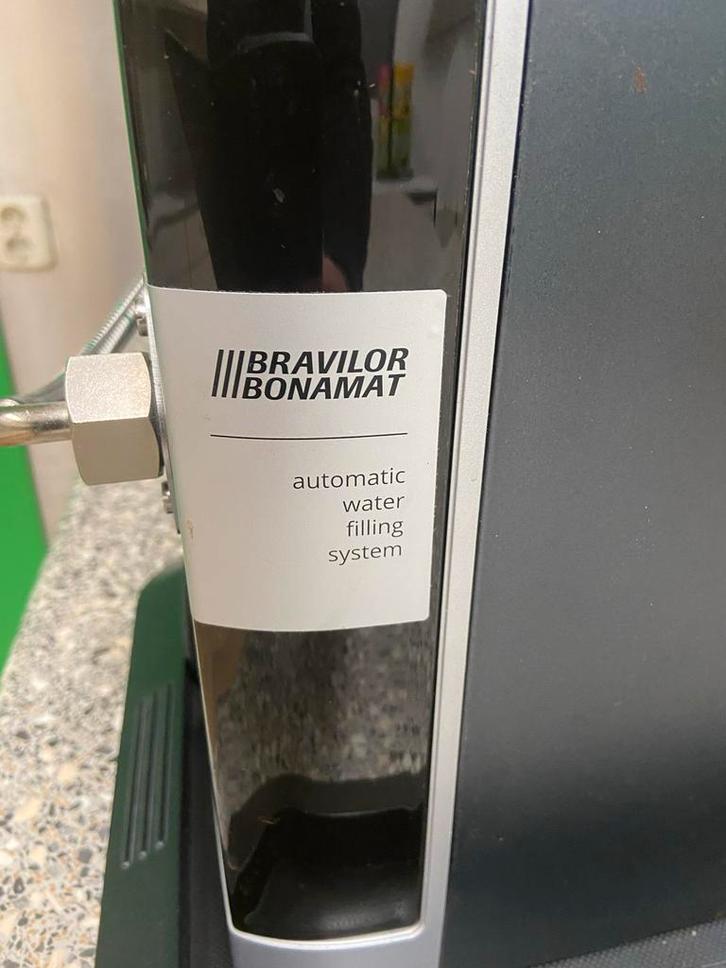 BRAVILOR
BONAMAT
automatic
water
filling
system